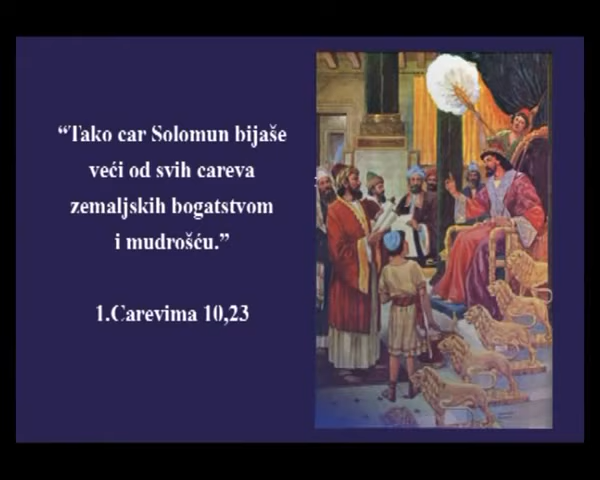 “Tako car Solomun bijaše
veći od svih careva
zemaljskih bogatstvom
i mudrošću.”
1.Carevima 10,23